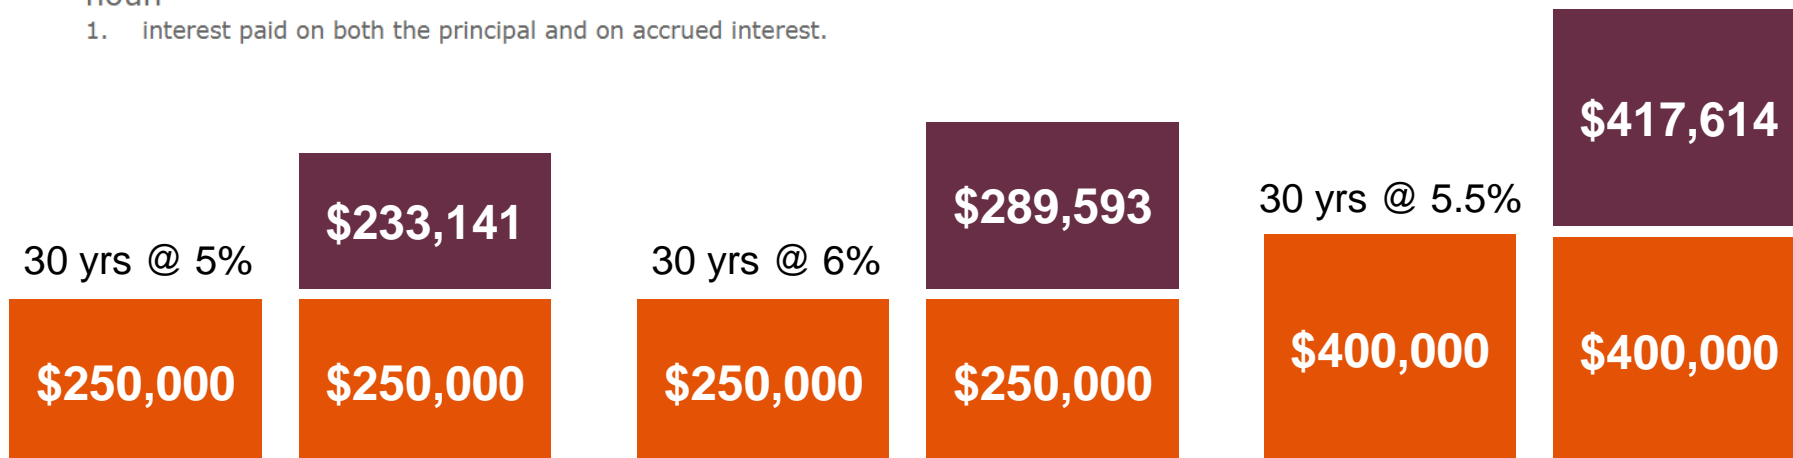 noun
1. interest paid on both the principal and on accrued interest.
30 yrs @ 5%
$250,000
$233,141
$250,000
30 yrs @ 6%
$250,000
$289,593
$250,000
30 yrs @ 5.5%
$400,000
$417,614
$400,000